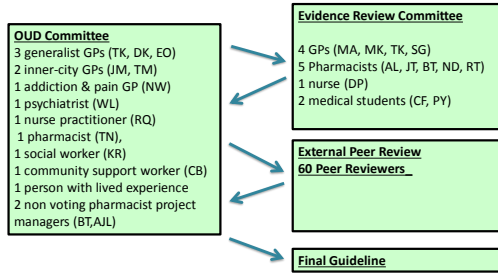 OUD Committee
3 generalist GPs (TK, DK, EO)
2 inner-city GPs (JM, TM)
1 addiction & pain GP (NW)
1 psychiatrist (WL)
1 nurse practitioner (RQ)
1 pharmacist (TN),
1 social worker (KR)
1 community support worker (CB)
1 person with lived experience
2 non voting pharmacist project
managers (BT,AJL)
Evidence Review Committee
4 GPs (MA, MK, TK, SG)
5 Pharmacists (AL, JT, BT, ND, RT)
1 nurse (DP)
2 medical students (CF, PY)
External Peer Review
60 Peer Reviewers_
Final Guideline